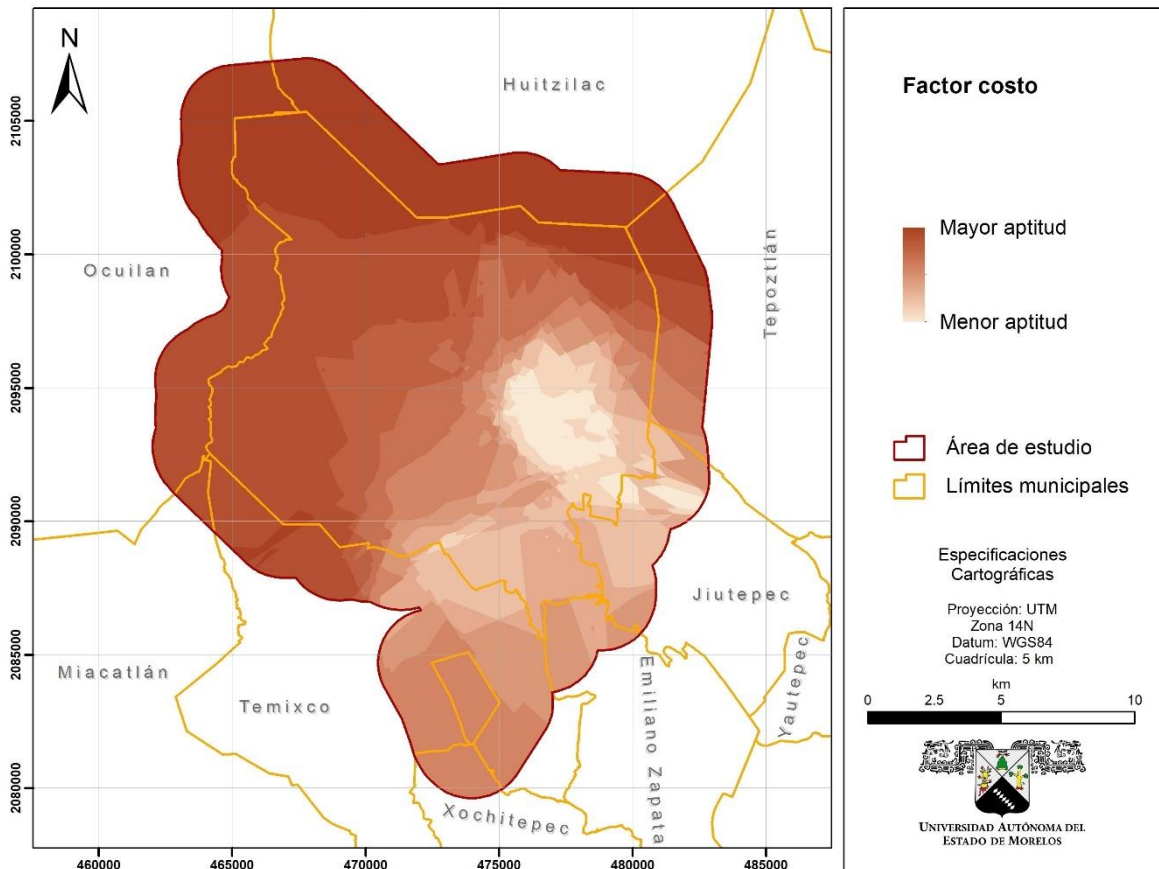 N
Huitzilac
Ocuilan
Tepoztlán
Jiutepec
Miacatlán
Temixco
Emiliano Zapata
Yautepec
Xochitepec
2105000
2100000
2095000
2090000
2085000
2080000
460000
465000
470000
475000
480000
485000
Factor costo
Mayor aptitud
Menor aptitud
Área de estudio
Límites municipales
Especificaciones
Cartográficas
Proyección: UTM
Zona 14N
Datum: WGS84
Cuadrícula: 5 km
km
0 2.5 5 10
UNIVERSIDAD AUTÓNOMA DEL
ESTADO DE MORELOS